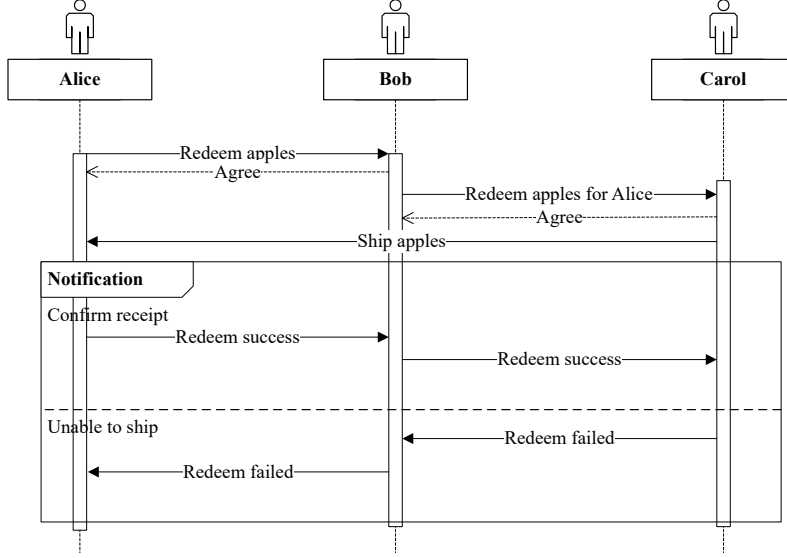 Alice
Bob
Carol
Redeem apples
Agree
Redeem apples for Alice
Agree
Ship apples
Notification
Confirm receipt
Redeem success
Redeem success
Unable to ship
Redeem failed
Redeem failed